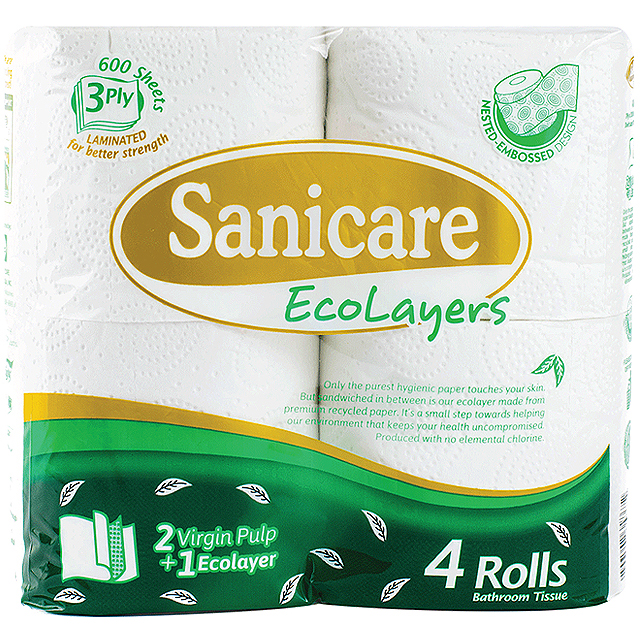 600 Sheets
3Ply
LAMINATED
for better strength
NESTED-EMBOSSED DESIGN
Sanicare
EcoLayers
Only the purest hygienic paper touches your skin.
But sandwiched in between is our ecolayer made from
premium recycled paper. It's a small step towards helping
our environment that keeps your health uncompromised.
Produced with no elemental chlorine.
2 Virgin Pulp
+ 1 Ecolayer
4 Rolls
Bathroom Tissue